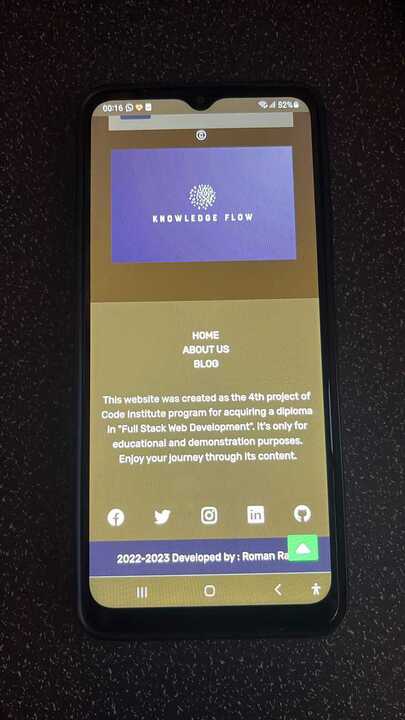 00:16 52%
KNOWLEDGE FLOW
HOME
ABOUT US
BLOG
This website was created as the 4th project of
Code Institute program for acquiring a diploma
in "Full Stack Web Development". It's only for
educational and demonstration purposes.
Enjoy your journey through its content.
2022-2023 Developed by : Roman Ra